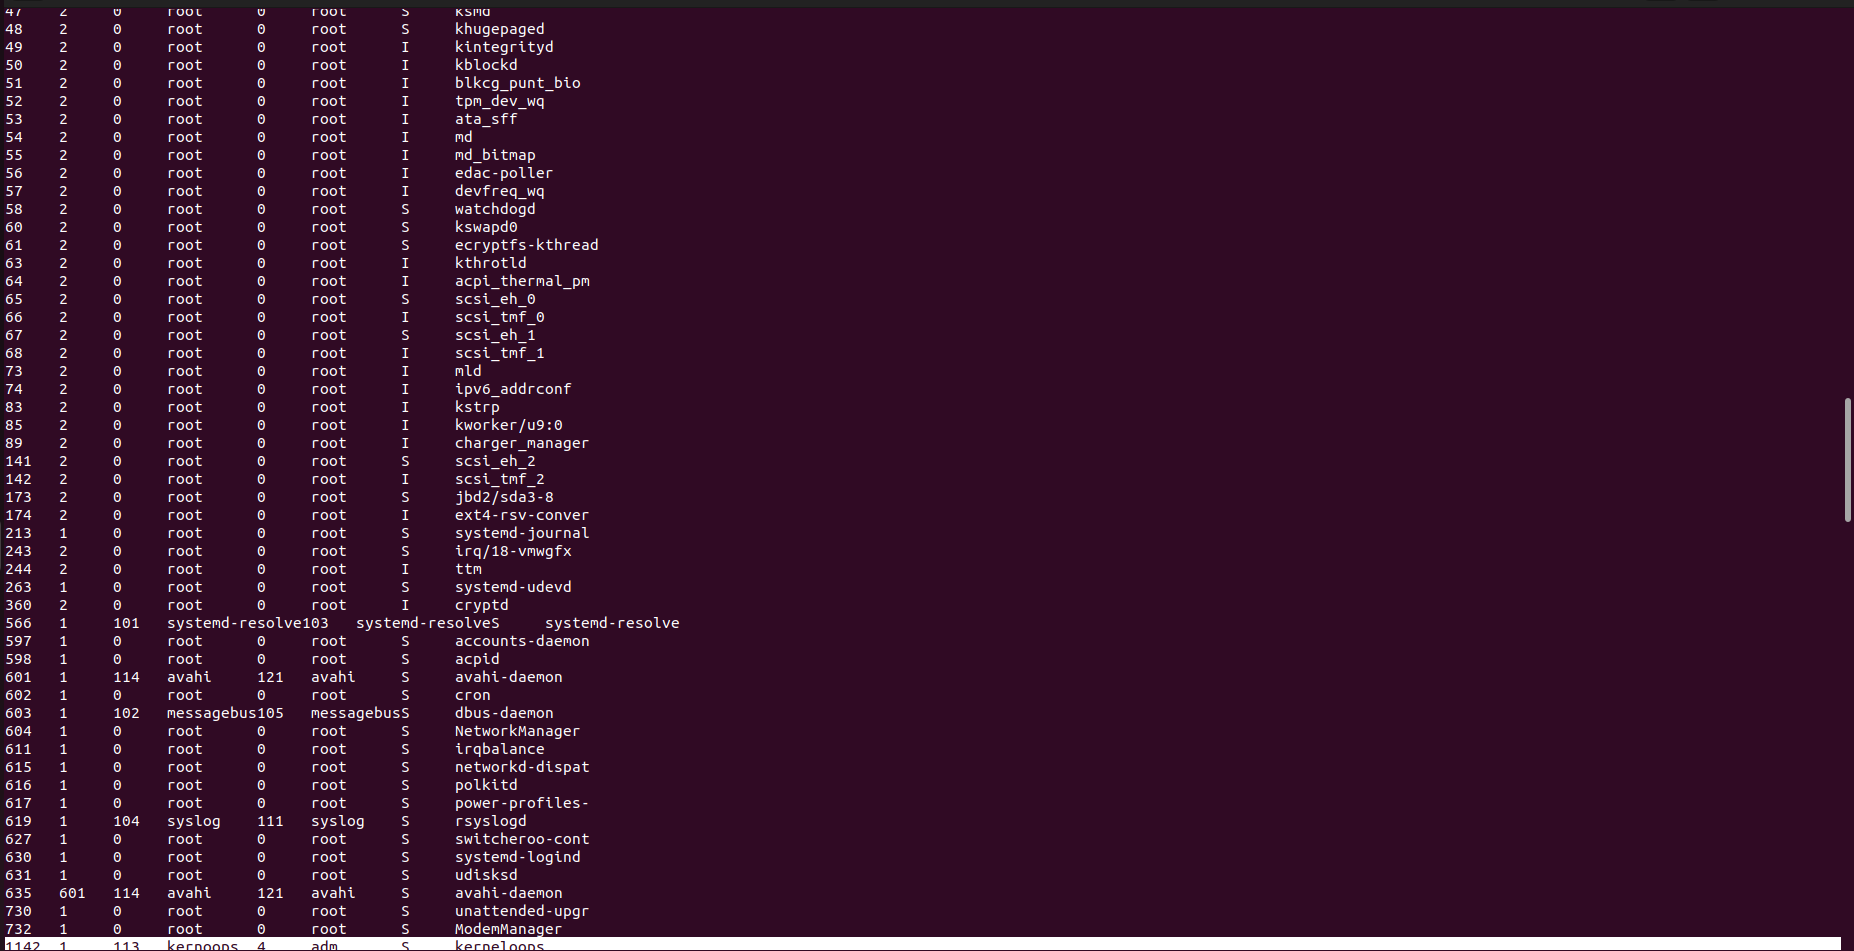 47 2 0 root 0 root S ksmd
48 2 0 root 0 root S khugepaged
49 2 0 root 0 root I kintegrityd
50 2 0 root 0 root I kblockd
51 2 0 root 0 root I blkcg_punt_bio
52 2 0 root 0 root I tpm_dev_wq
53 2 0 root 0 root I ata_sff
54 2 0 root 0 root I md
55 2 0 root 0 root I md_bitmap
56 2 0 root 0 root I edac-poller
57 2 0 root 0 root I devfreq_wq
58 2 0 root 0 root S watchdogd
60 2 0 root 0 root S kswapd0
61 2 0 root 0 root S ecryptfs-kthread
63 2 0 root 0 root I kthrotld
64 2 0 root 0 root I acpi_thermal_pm
65 2 0 root 0 root S scsi_eh_0
66 2 0 root 0 root I scsi_tmf_0
67 2 0 root 0 root S scsi_eh_1
68 2 0 root 0 root I scsi_tmf_1
73 2 0 root 0 root I mld
74 2 0 root 0 root I ipv6_addrconf
83 2 0 root 0 root I kstrp
85 2 0 root 0 root I kworker/u9:0
89 2 0 root 0 root I charger_manager
141 2 0 root 0 root S scsi_eh_2
142 2 0 root 0 root I scsi_tmf_2
173 2 0 root 0 root S jbd2/sda3-8
174 2 0 root 0 root I ext4-rsv-conver
213 1 0 root 0 root S systemd-journal
243 2 0 root 0 root S irq/18-vmwgfx
244 2 0 root 0 root I ttm
263 1 0 root 0 root S systemd-udevd
360 2 0 root 0 root I cryptd
566 1 101 systemd-resolve103 systemd-resolveS systemd-resolve
597 1 0 root 0 root S accounts-daemon
598 1 0 root 0 root S acpid
601 1 114 avahi 121 avahi S avahi-daemon
602 1 0 root 0 root S cron
603 1 102 messagebus105 messagebusS dbus-daemon
604 1 0 root 0 root S NetworkManager
611 1 0 root 0 root S irqbalance
615 1 0 root 0 root S networkd-dispat
616 1 0 root 0 root S polkitd
617 1 0 root 0 root S power-profiles-
619 1 104 syslog 111 syslog S rsyslogd
627 1 0 root 0 root S switcheroo-cont
630 1 0 root 0 root S systemd-logind
631 1 0 root 0 root S udisksd
635 601 114 avahi 121 avahi S avahi-daemon
730 1 0 root 0 root S unattended-upgr
732 1 0 root 0 root S ModemManager
1142 1 113 kernoops 4 adm S kerneloops